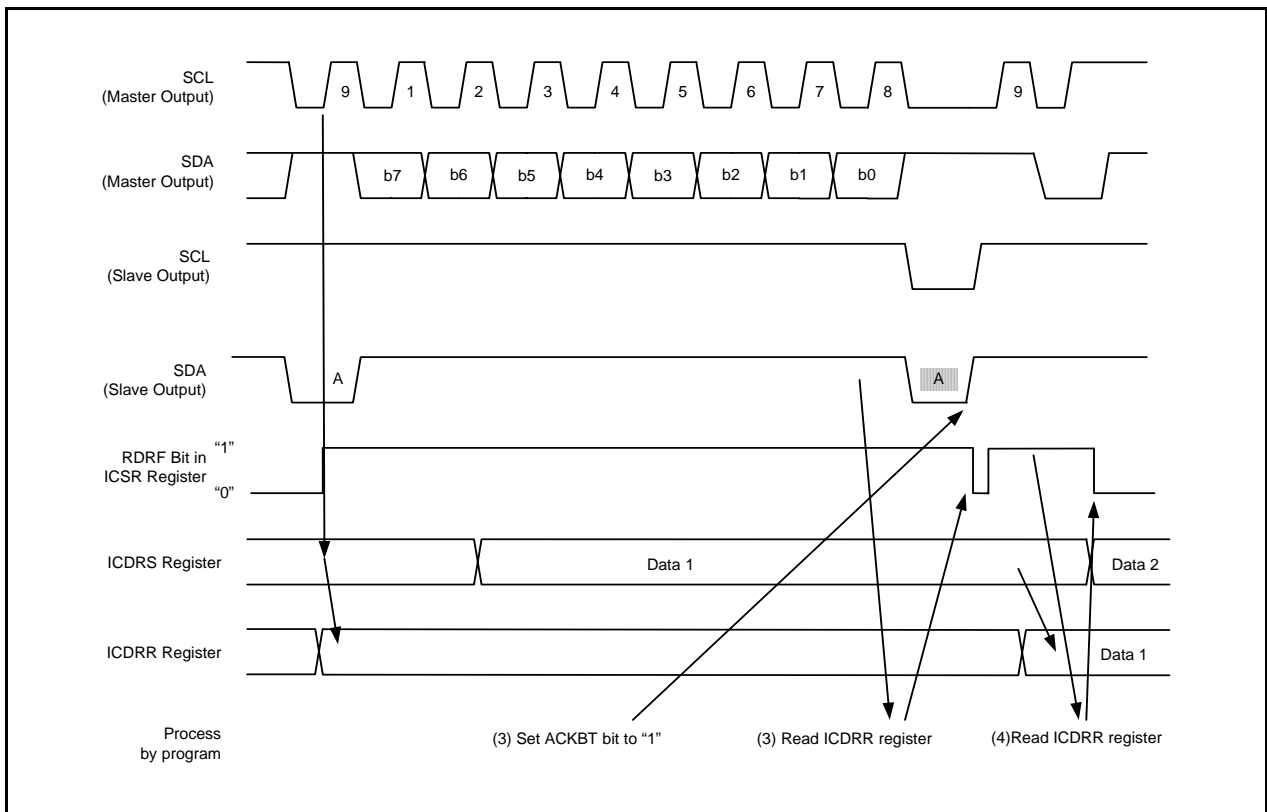 SCL
(Master Output)
9 1 2 3 4 5 6 7 8 9
SDA
(Master Output)
b7 b6 b5 b4 b3 b2 b1 b0
SCL
(Slave Output)
SDA
(Slave Output)
A A
RDRF Bit in
ICSR Register
“1”
“0”
ICDRS Register
Data 1 Data 2
ICDRR Register
Data 1
Process
by program
(3) Set ACKBT bit to “1” (3) Read ICDRR register (4)Read ICDRR register